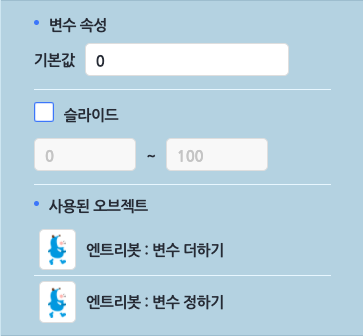 변수 속성
기본값 0
슬라이드
0 ~ 100
사용된 오브젝트
엔트리봇 : 변수 더하기
엔트리봇 : 변수 정하기